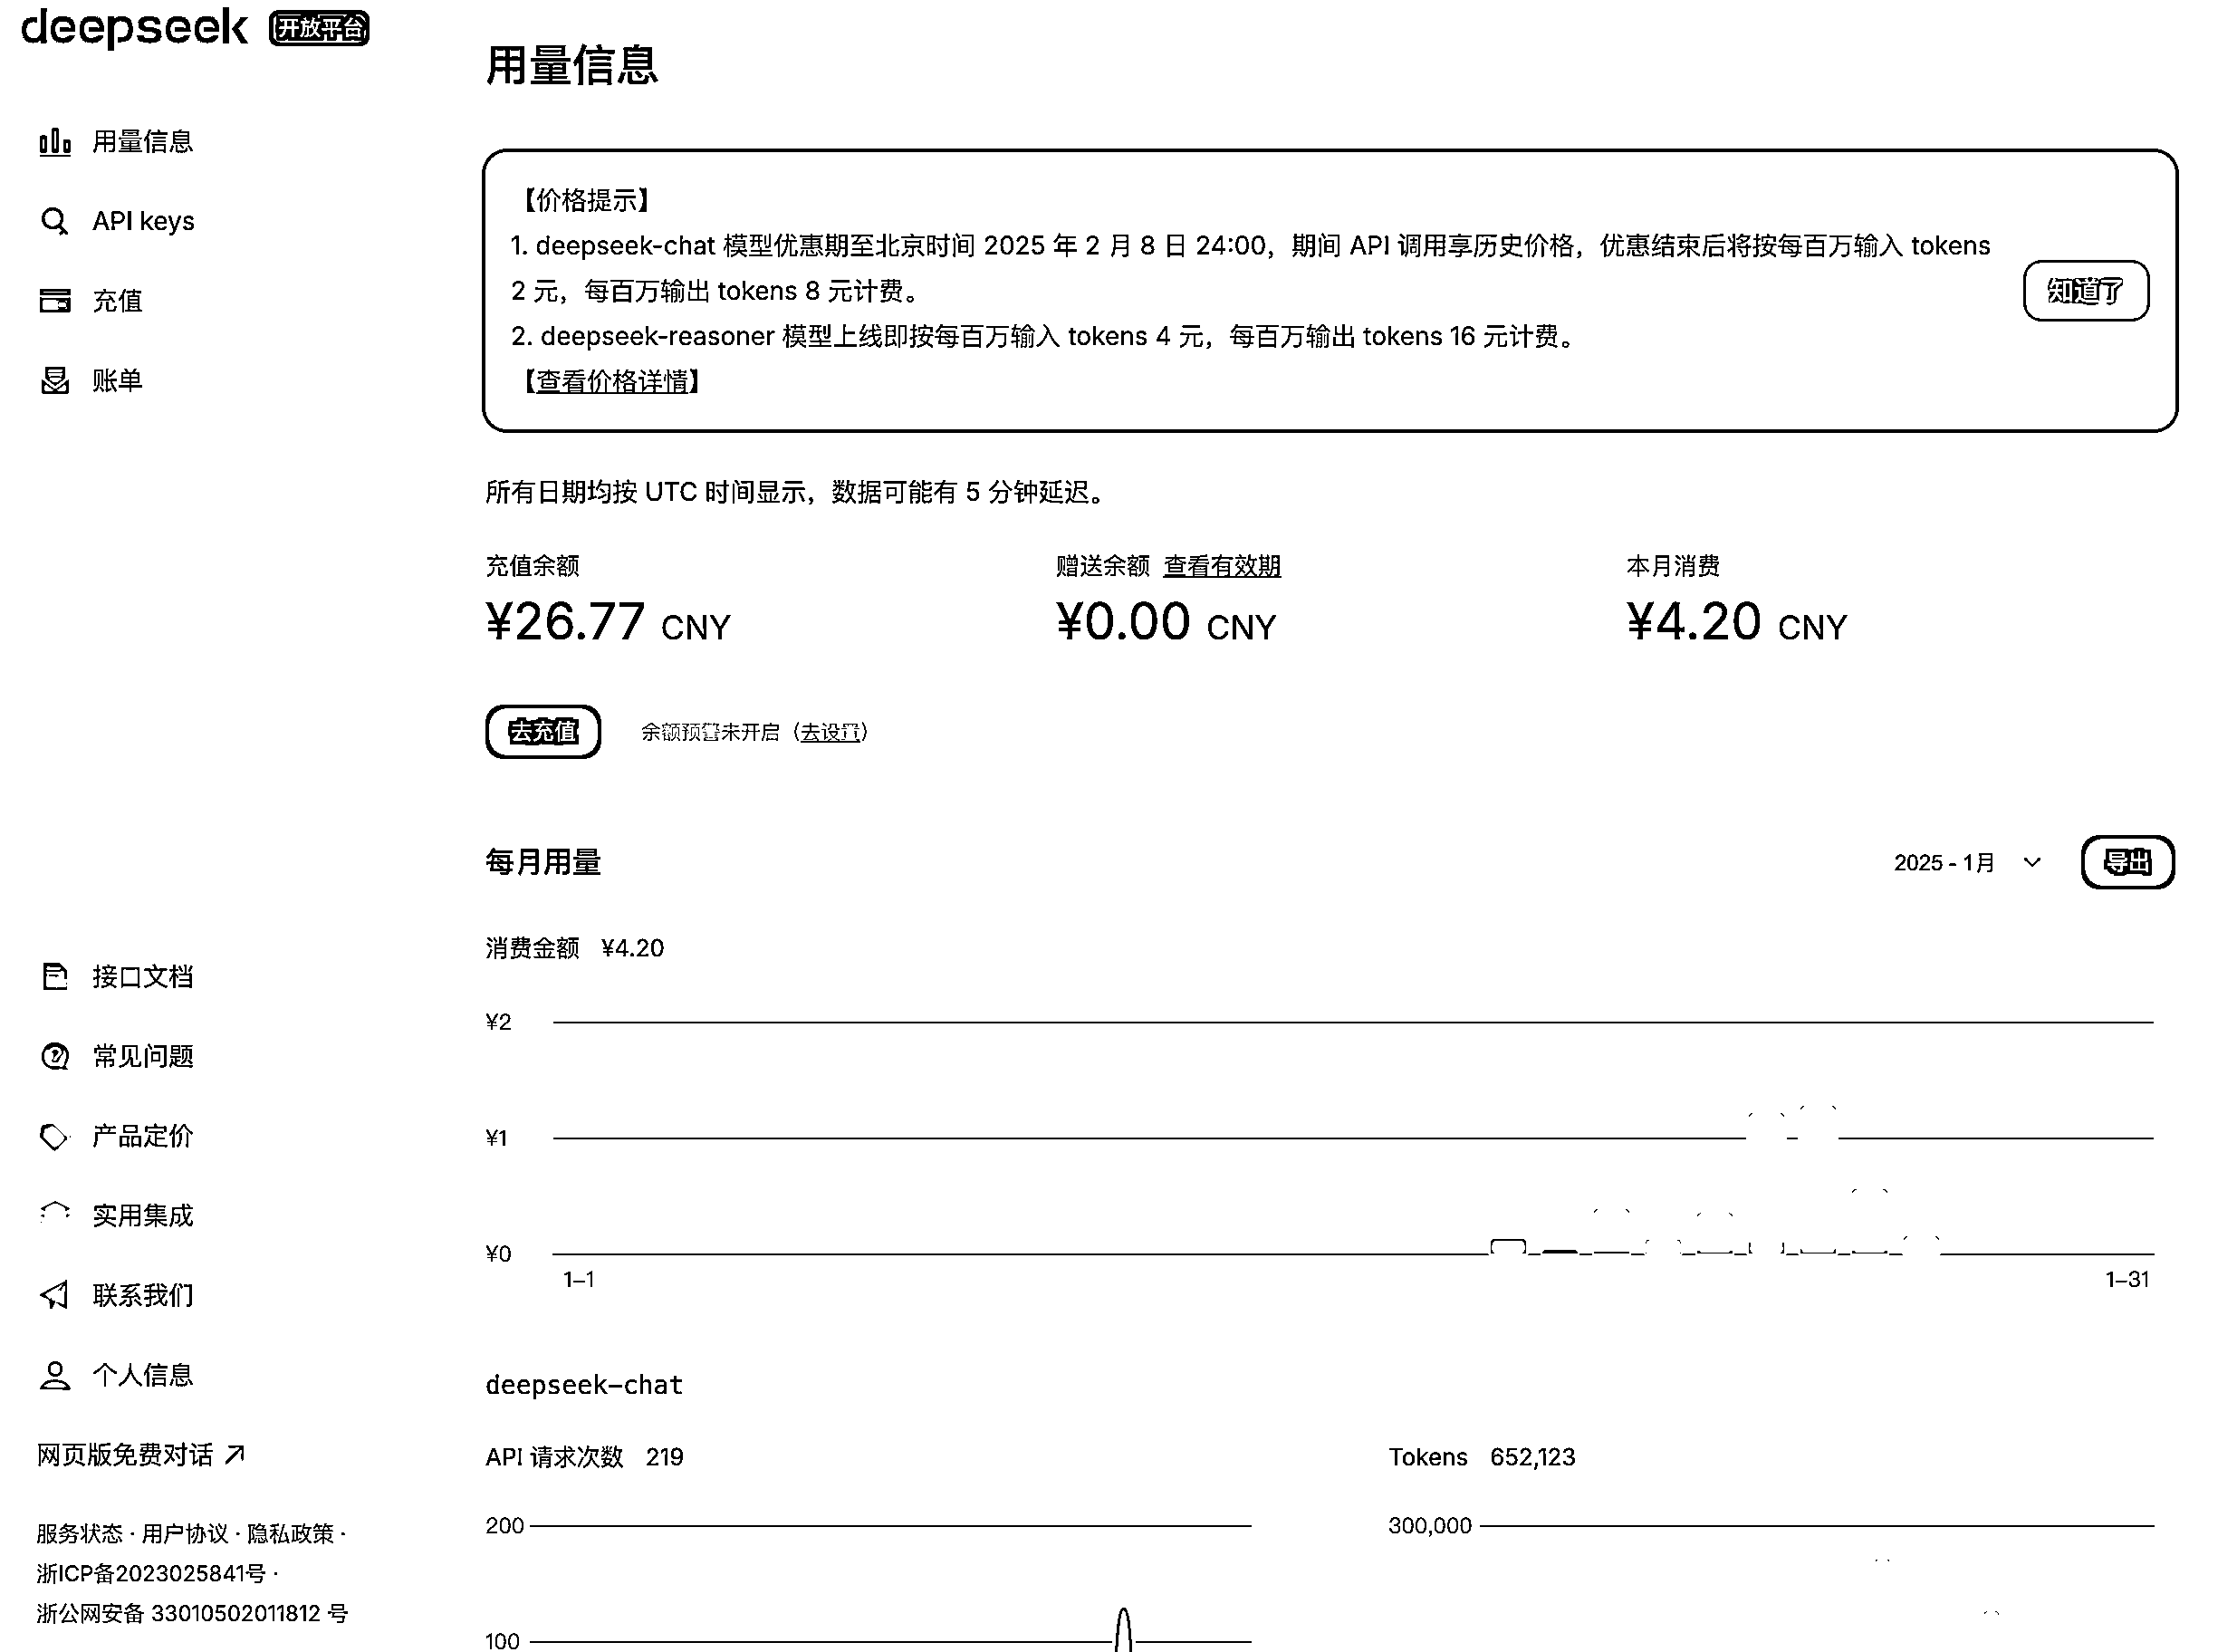 deepseek 开放平台
用量信息
API keys
充值
账单
接口文档
常见问题
产品定价
实用集成
联系我们
个人信息
网页版免费对话
服务状态 · 用户协议 · 隐私政策 ·
浙ICP备2023025841号 ·
浙公网安备 33010502011812 号
用量信息
【价格提示】
1. deepseek-chat 模型优惠期至北京时间 2025 年 2 月 8 日 24:00，期间 API 调用享历史价格，优惠结束后将按每百万输入 tokens
2 元，每百万输出 tokens 8 元计费。
2. deepseek-reasoner 模型上线即按每百万输入 tokens 4 元，每百万输出 tokens 16 元计费。
【查看价格详情】
知道了
所有日期均按 UTC 时间显示，数据可能有 5 分钟延迟。
充值余额
¥26.77 CNY
赠送余额 查看有效期
¥0.00 CNY
本月消费
¥4.20 CNY
去充值
余额预警未开启（去设置）
每月用量
2025 - 1月
导出
消费金额 ¥4.20
¥2
¥1
¥0
1-1
1-31
deepseek-chat
API 请求次数 219
200
100
Tokens 652,123
300,000